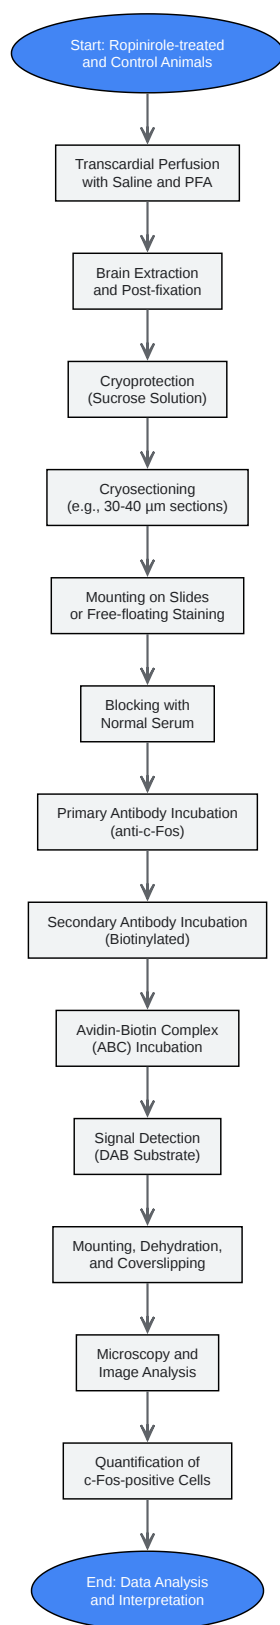 Start: Ropinirole-treated
and Control Animals
Transcardial Perfusion
with Saline and PFA
Brain Extraction
and Post-fixation
Cryoprotection
(Sucrose Solution)
Cryosectioning
(e.g., 30-40 µm sections)
Mounting on Slides
or Free-floating Staining
Blocking with
Normal Serum
Primary Antibody Incubation
(anti-c-Fos)
Secondary Antibody Incubation
(Biotinylated)
Avidin-Biotin Complex
(ABC) Incubation
Signal Detection
(DAB Substrate)
Mounting, Dehydration,
and Coverslipping
Microscopy and
Image Analysis
Quantification of
c-Fos-positive Cells
End: Data Analysis
and Interpretation